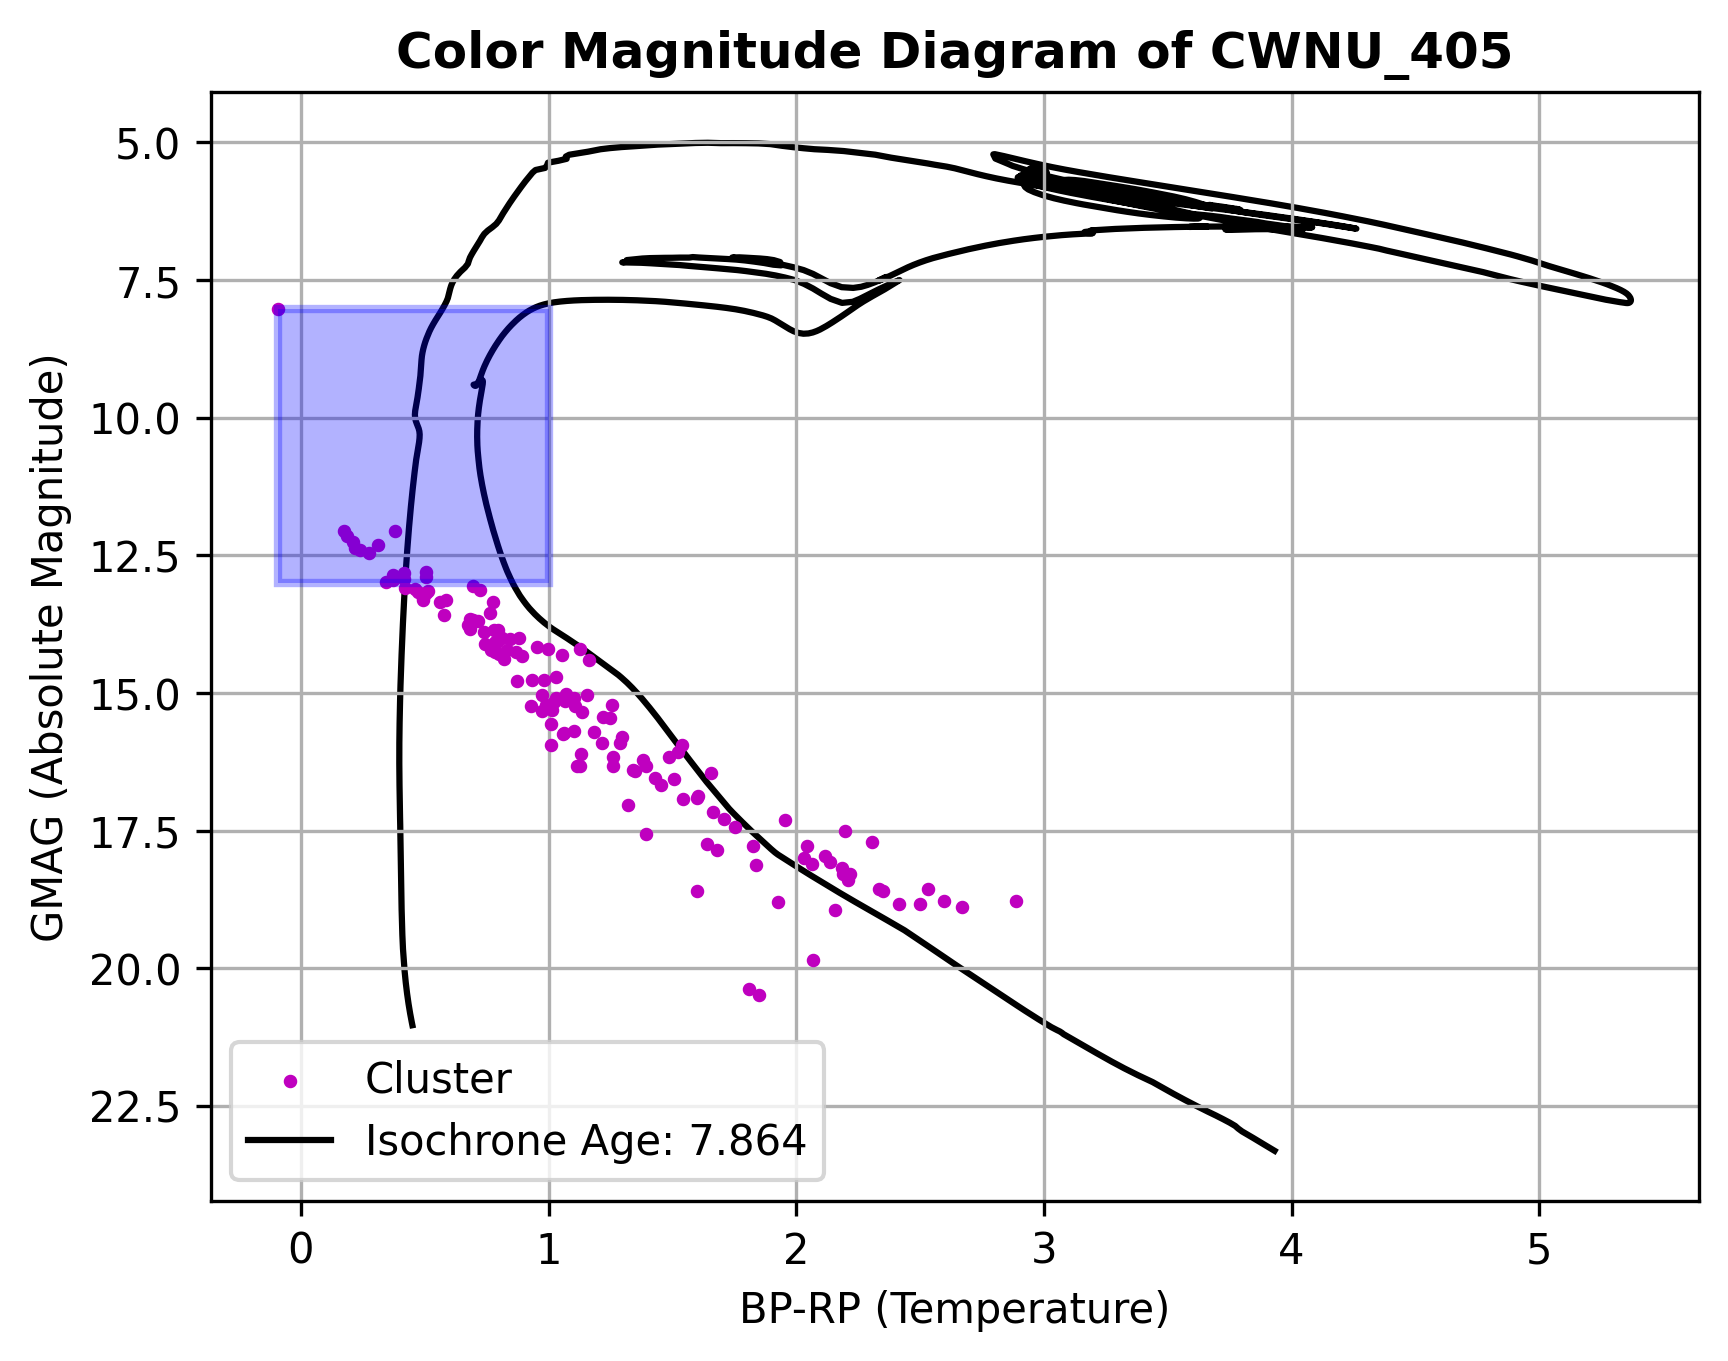 Color Magnitude Diagram of CWNU_405
GMAG (Absolute Magnitude)
5.0
7.5
10.0
12.5
15.0
17.5
20.0
22.5
Cluster
Isochrone Age: 7.864
0 1 2 3 4 5
BP-RP (Temperature)